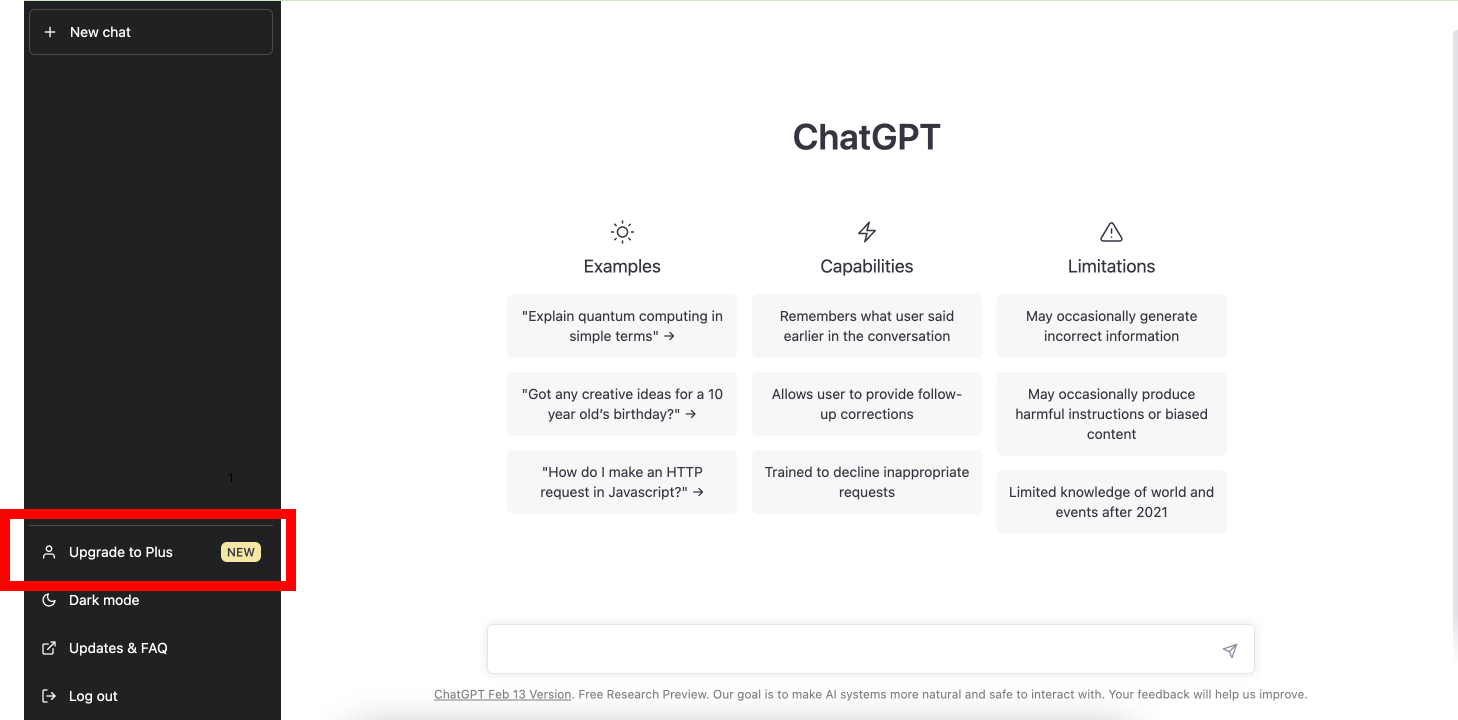 New chat
1
Upgrade to Plus NEW
Dark mode
Updates & FAQ
Log out
ChatGPT
Examples
"Explain quantum computing in
simple terms" →
"Got any creative ideas for a 10
year old's birthday?" →
"How do I make an HTTP
request in Javascript?" →
Capabilities
Remembers what user said
earlier in the conversation
Allows user to provide follow-
up corrections
Trained to decline inappropriate
requests
Limitations
May occasionally generate
incorrect information
May occasionally produce
harmful instructions or biased
content
Limited knowledge of world and
events after 2021
ChatGPT Feb 13 Version. Free Research Preview. Our goal is to make AI systems more natural and safe to interact with. Your feedback will help us improve.